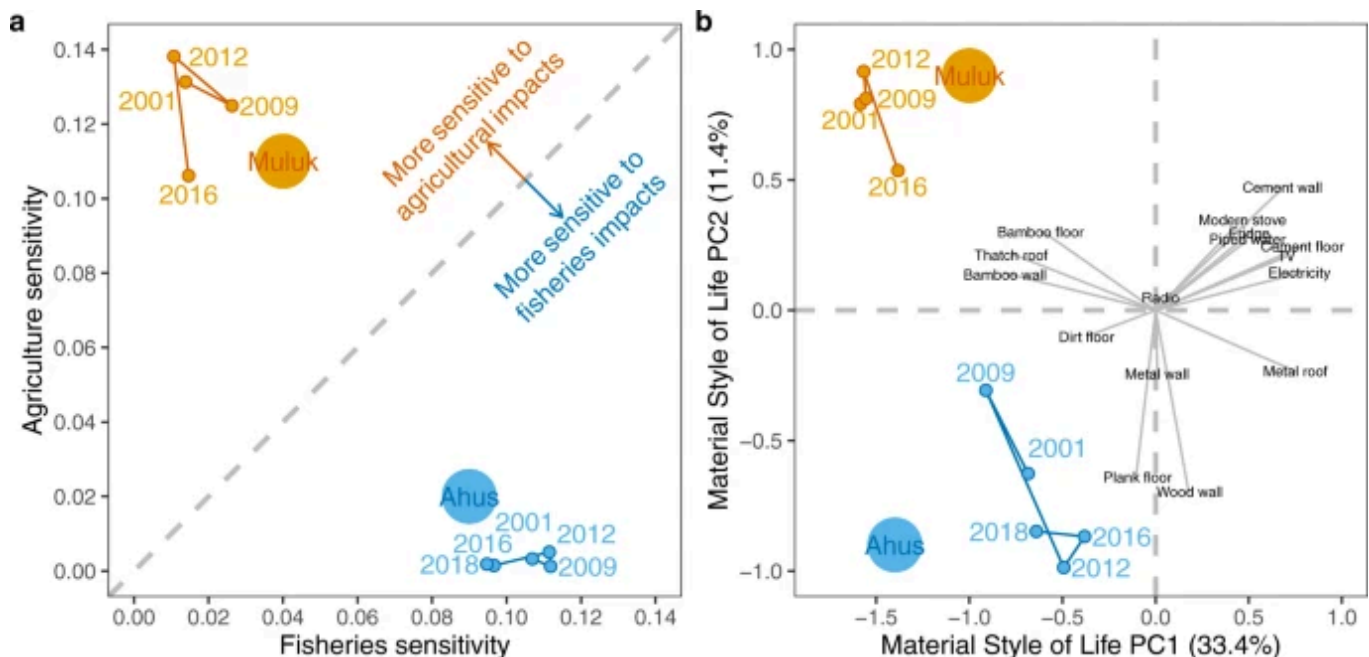 a
Agriculture sensitivity
0.14
0.12
0.10
0.08
0.06
0.04
0.02
0.00
2012
2001
2009
Muluk
2016
More sensitive to
agricultural impacts
More sensitive to
fisheries impacts
Ahus
2001
2012
2016
2018
2009
0.00
0.02
0.04
0.06
0.08
0.10
0.12
0.14
Fisheries sensitivity
b
Material Style of Life PC2 (11.4%)
1.0
0.5
0.0
−0.5
−1.0
2012
Muluk
2009
2001
2016
Cement wall
Modern stove
Fridge
Piped water
Cement floor
TV
Electricity
Bamboo floor
Thatch roof
Bamboo wall
Radio
Dirt floor
Metal wall
Metal roof
2009
2001
Plank floor
Wood wall
2018
2016
Ahus
2012
−1.5
−1.0
−0.5
0.0
0.5
1.0
Material Style of Life PC1 (33.4%)